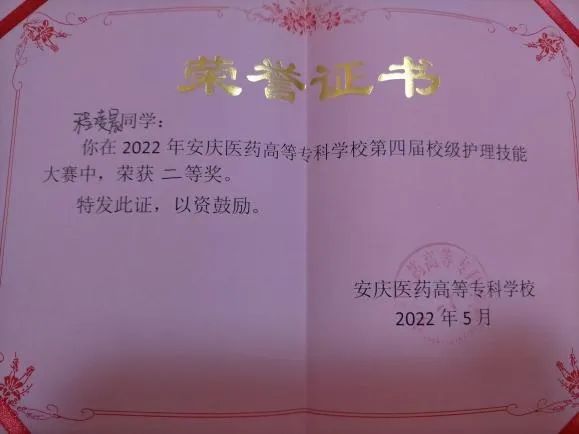 荣誉证书
同学：
你在 2022 年安庆医药高等专科学校第四届校级护理技能
大赛中，荣获 二等奖。
特发此证，以资鼓励。
安庆医药高等专科学校
2022 年 5 月